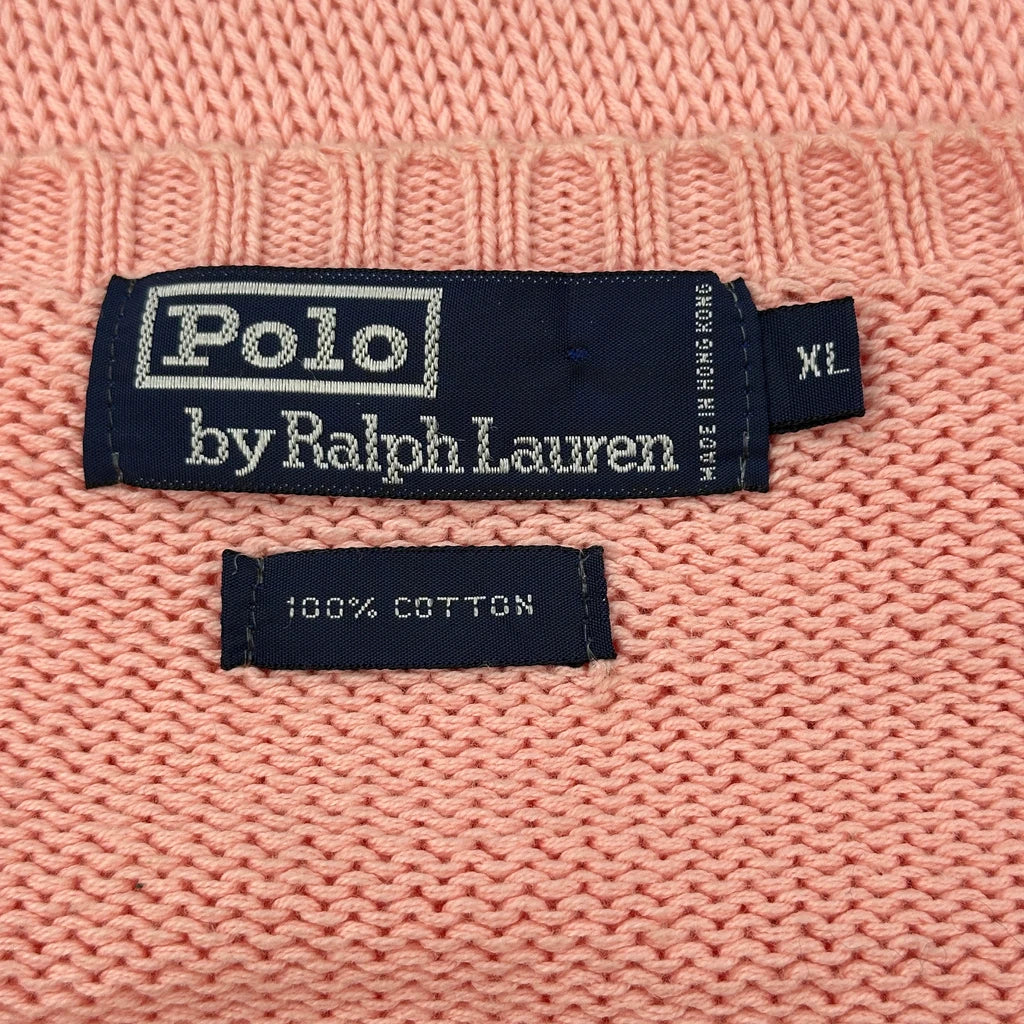 Polo
by Ralph Lauren
MADE IN HONG KONG
XL
100% COTTON